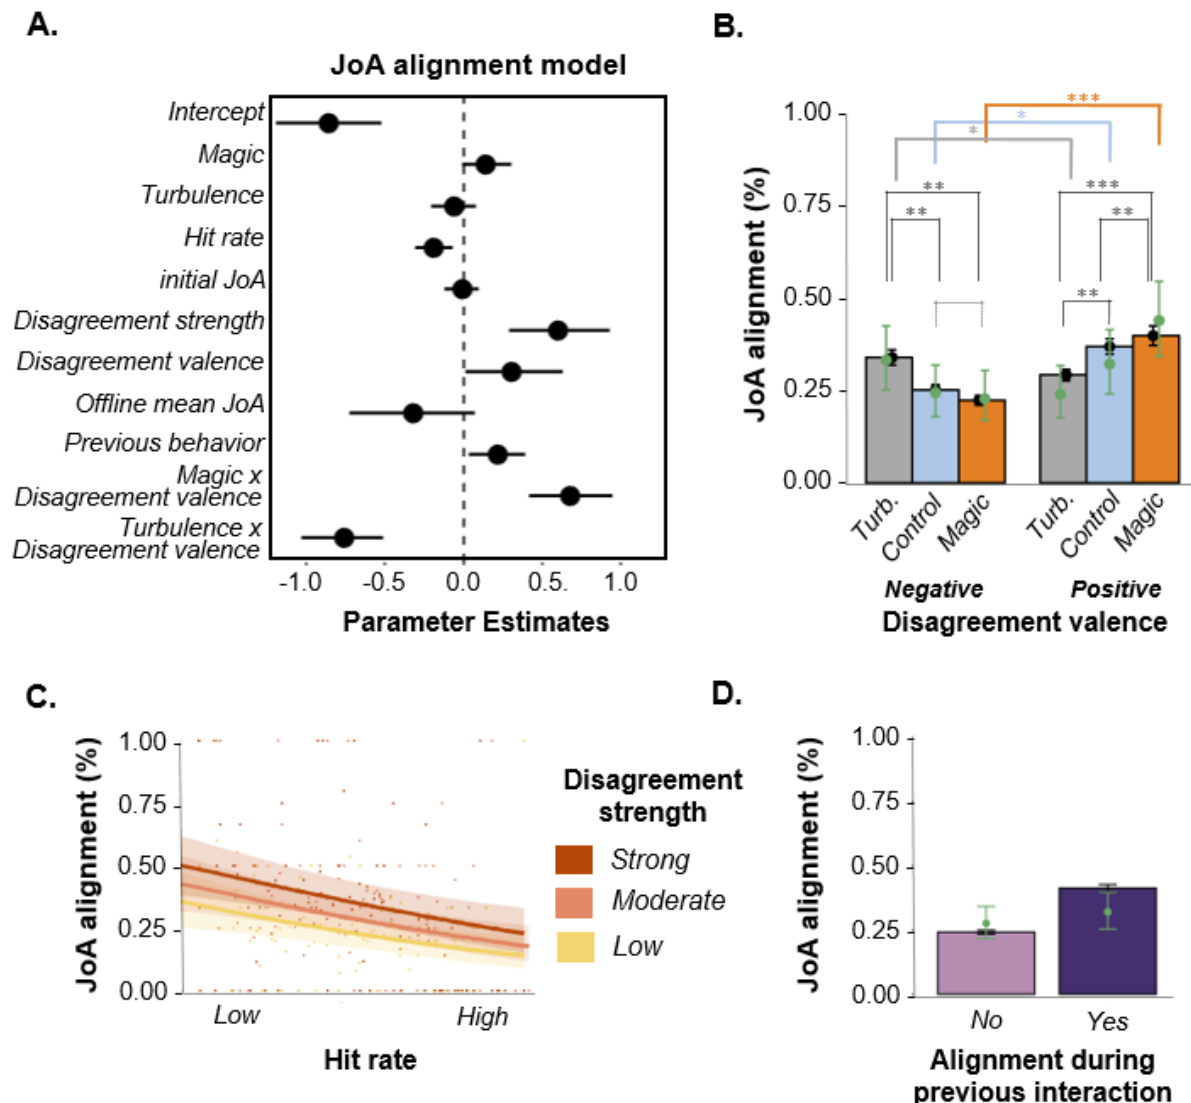 A.
JoA alignment model
Intercept
Magic
Turbulence
Hit rate
initial JoA
Disagreement strength
Disagreement valence
Offline mean JoA
Previous behavior
Magic x
Disagreement valence
Turbulence x
Disagreement valence
-1.0 -0.5 0.0 0.5. 1.0
Parameter Estimates
B.
JoA alignment (%)
1.00
0.75
0.50
0.25
0.00
***
*
*
** ***
** **
**
Turb. Control Magic Turb. Control Magic
Negative Positive
Disagreement valence
C.
JoA alignment (%)
1.00
0.75
0.50
0.25
0.00
Low High
Hit rate
Disagreement
strength
Strong
Moderate
Low
D.
JoA alignment (%)
1.00
0.75
0.50
0.25
0.00
No Yes
Alignment during
previous interaction